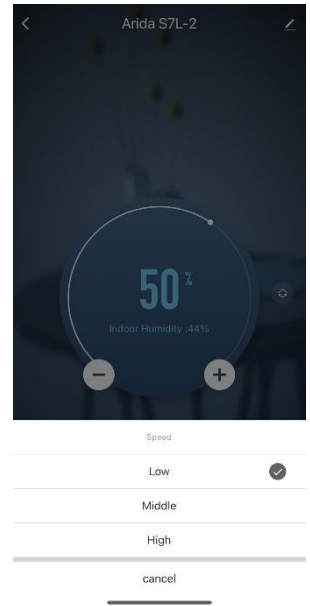 Arida S7L-2
50 %
Indoor Humidity :44%
Speed
Low
Middle
High
cancel